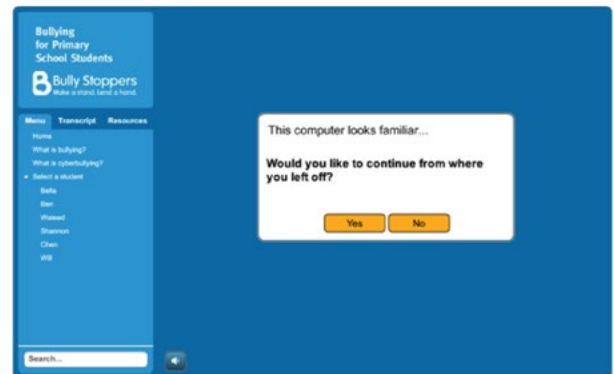 Bullying
for Primary
School Students
Bully Stoppers
Make a stand. Lend a hand.
Menu Transcript Resources
Home
What is bullying?
What is cyberbullying?
Select a student
Bella
Ben
Waleed
Shannon
Chen
Will
Search...
This computer looks familiar...
Would you like to continue from where
you left off?
Yes No